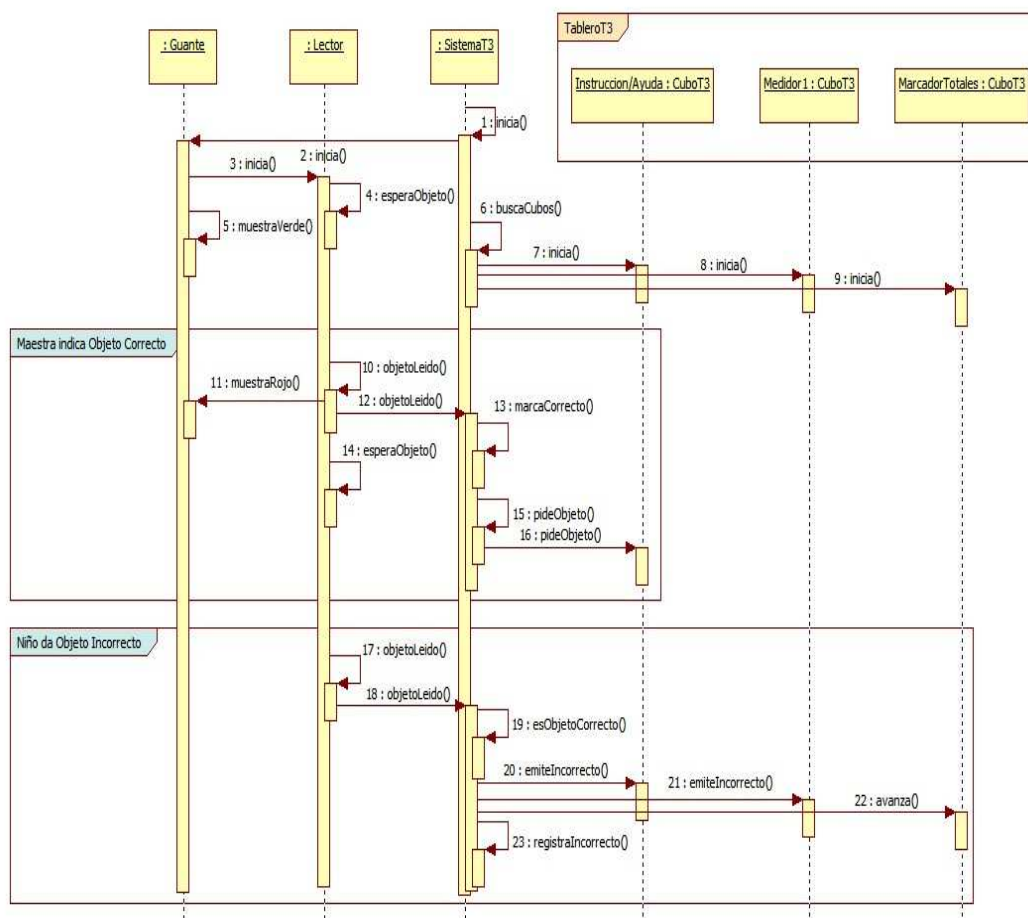 TableroT3
: Guante
: Lector
: SistemaT3
Instruccion/Ayuda : CuboT3
Medidor1 : CuboT3
MarcadorTotales : CuboT3
1 : inicia()
2 : inicia()
3 : inicia()
4 : esperaObjeto()
5 : muestraVerde()
6 : buscaCubos()
7 : inicia()
8 : inicia()
9 : inicia()
Maestra indica Objeto Correcto
10 : objetoLeido()
11 : muestraRojo()
12 : objetoLeido()
13 : marcaCorrecto()
14 : esperaObjeto()
15 : pideObjeto()
16 : pideObjeto()
Niño da Objeto Incorrecto
17 : objetoLeido()
18 : objetoLeido()
19 : esObjetoCorrecto()
20 : emiteIncorrecto()
21 : emiteIncorrecto()
22 : avanza()
23 : registraIncorrecto()